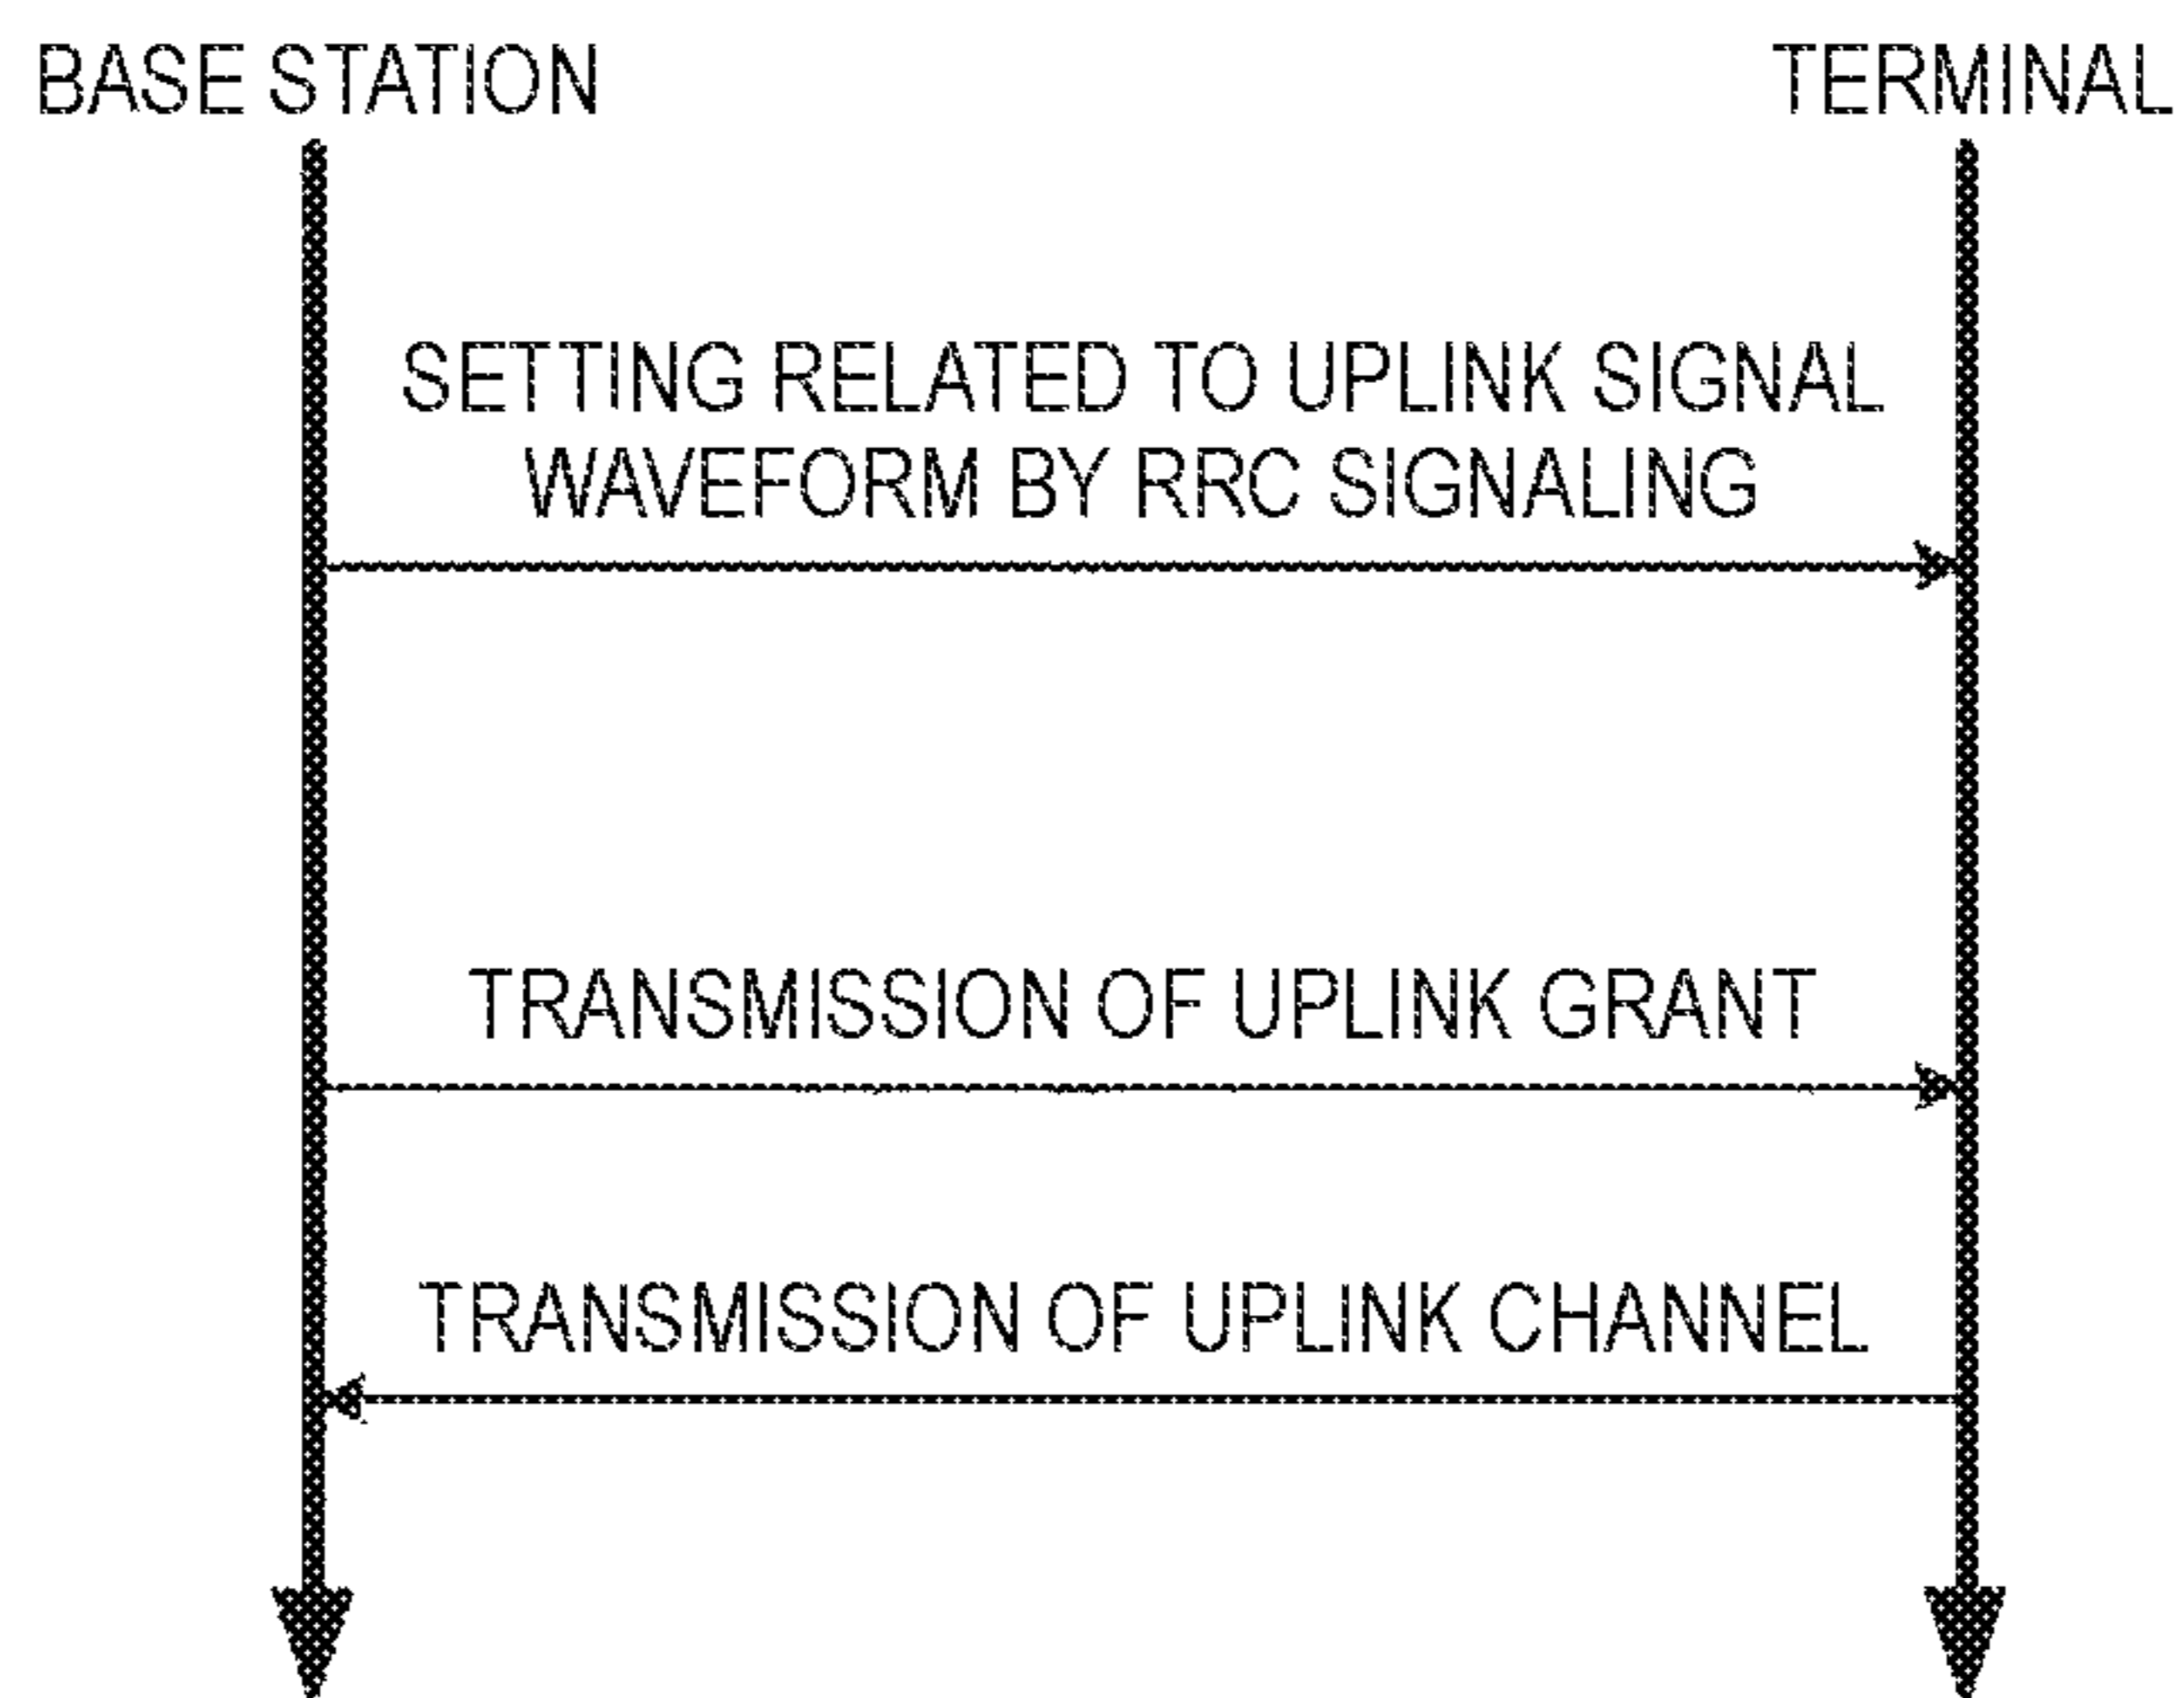 BASE STATION
TERMINAL
SETTING RELATED TO UPLINK SIGNAL
WAVEFORM BY RRC SIGNALING
TRANSMISSION OF UPLINK GRANT
TRANSMISSION OF UPLINK CHANNEL